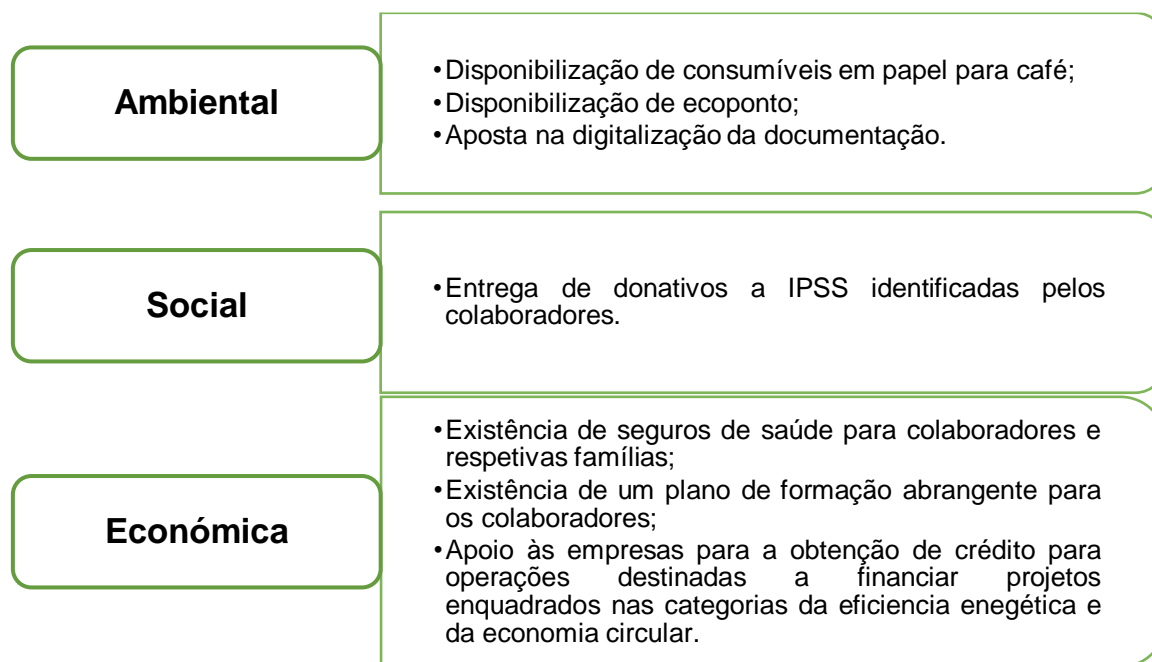 Ambiental
•Disponibilização de consumíveis em papel para café;
•Disponibilização de ecoponto;
•Aposta na digitalização da documentação.
Social
•Entrega de donativos a IPSS identificadas pelos
colaboradores.
Económica
•Existência de seguros de saúde para colaboradores e
respetivas famílias;
•Existência de um plano de formação abrangente para
os colaboradores;
•Apoio às empresas para a obtenção de crédito para
operações destinadas a financiar projetos
enquadrados nas categorias da eficiencia enegética e
da economia circular.